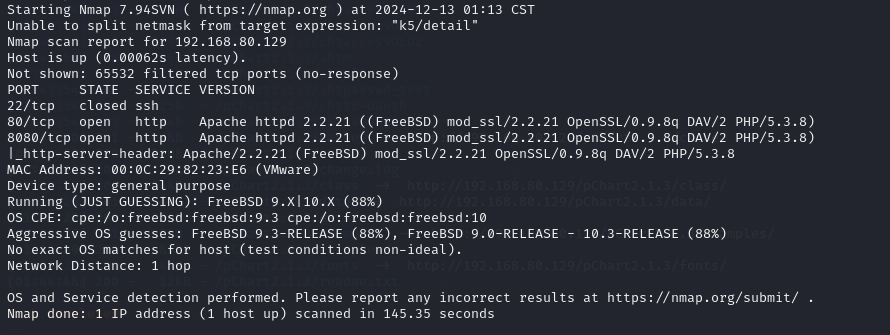 Starting Nmap 7.94SVN ( https://nmap.org ) at 2024-12-13 01:13 CST
Unable to split netmask from target expression: "k5/detail"
Nmap scan report for 192.168.80.129
Host is up (0.00062s latency).
Not shown: 65532 filtered tcp ports (no-response)
PORT     STATE  SERVICE VERSION
22/tcp   closed ssh
80/tcp   open   http    Apache httpd 2.2.21 ((FreeBSD) mod_ssl/2.2.21 OpenSSL/0.9.8q DAV/2 PHP/5.3.8)
8080/tcp open   http    Apache httpd 2.2.21 ((FreeBSD) mod_ssl/2.2.21 OpenSSL/0.9.8q DAV/2 PHP/5.3.8)
|_http-server-header: Apache/2.2.21 (FreeBSD) mod_ssl/2.2.21 OpenSSL/0.9.8q DAV/2 PHP/5.3.8
MAC Address: 00:0C:29:82:23:E6 (VMware)
Device type: general purpose
Running (JUST GUESSING): FreeBSD 9.X|10.X (88%)
OS CPE: cpe:/o:freebsd:freebsd:9.3 cpe:/o:freebsd:freebsd:10
Aggressive OS guesses: FreeBSD 9.3-RELEASE (88%), FreeBSD 9.0-RELEASE - 10.3-RELEASE (88%)
No exact OS matches for host (test conditions non-ideal).
Network Distance: 1 hop
OS and Service detection performed. Please report any incorrect results at https://nmap.org/submit/ .
Nmap done: 1 IP address (1 host up) scanned in 145.35 seconds